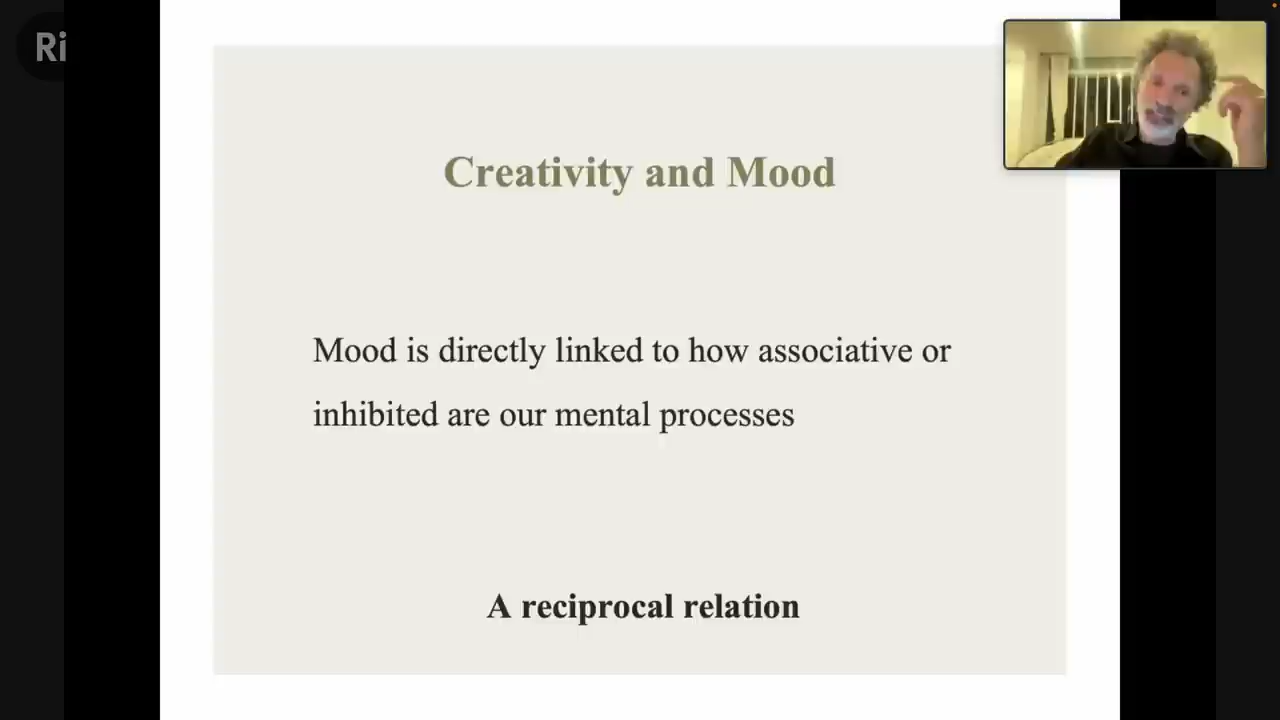 Ri
Creativity and Mood
Mood is directly linked to how associative or
inhibited are our mental processes
A reciprocal relation